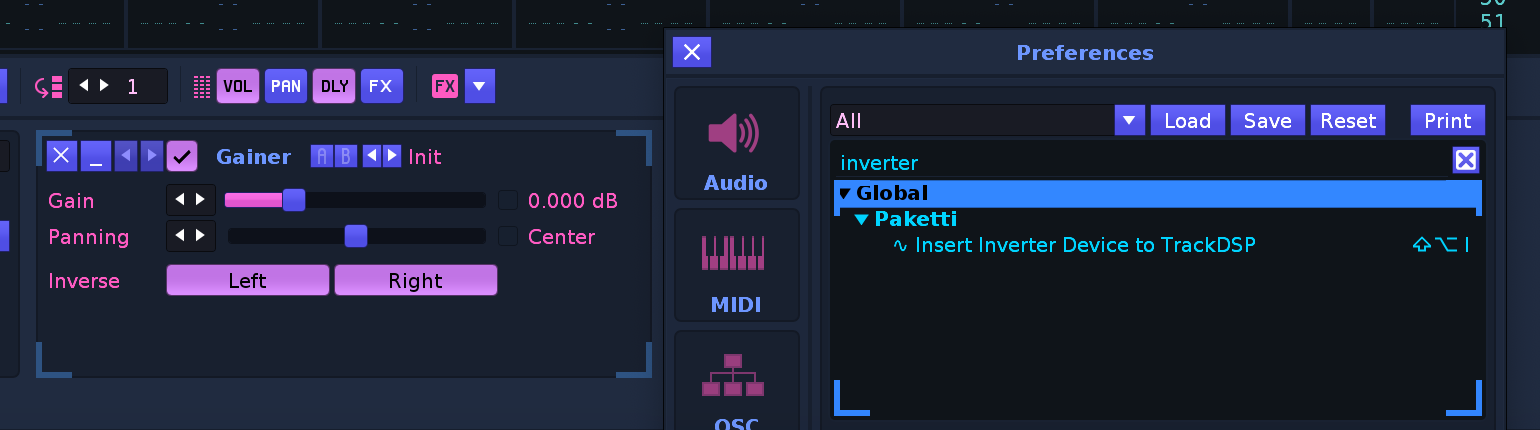 51
Preferences
1
VOL
PAN
DLY
FX
FX
All
Load
Save
Reset
Print
Gainer
A
B
Init
inverter
Audio
Global
Gain
0.000 dB
Paketti
Panning
Center
∿ Insert Inverter Device to TrackDSP
⇧⌥ I
Inverse
Left
Right
MIDI
OSC